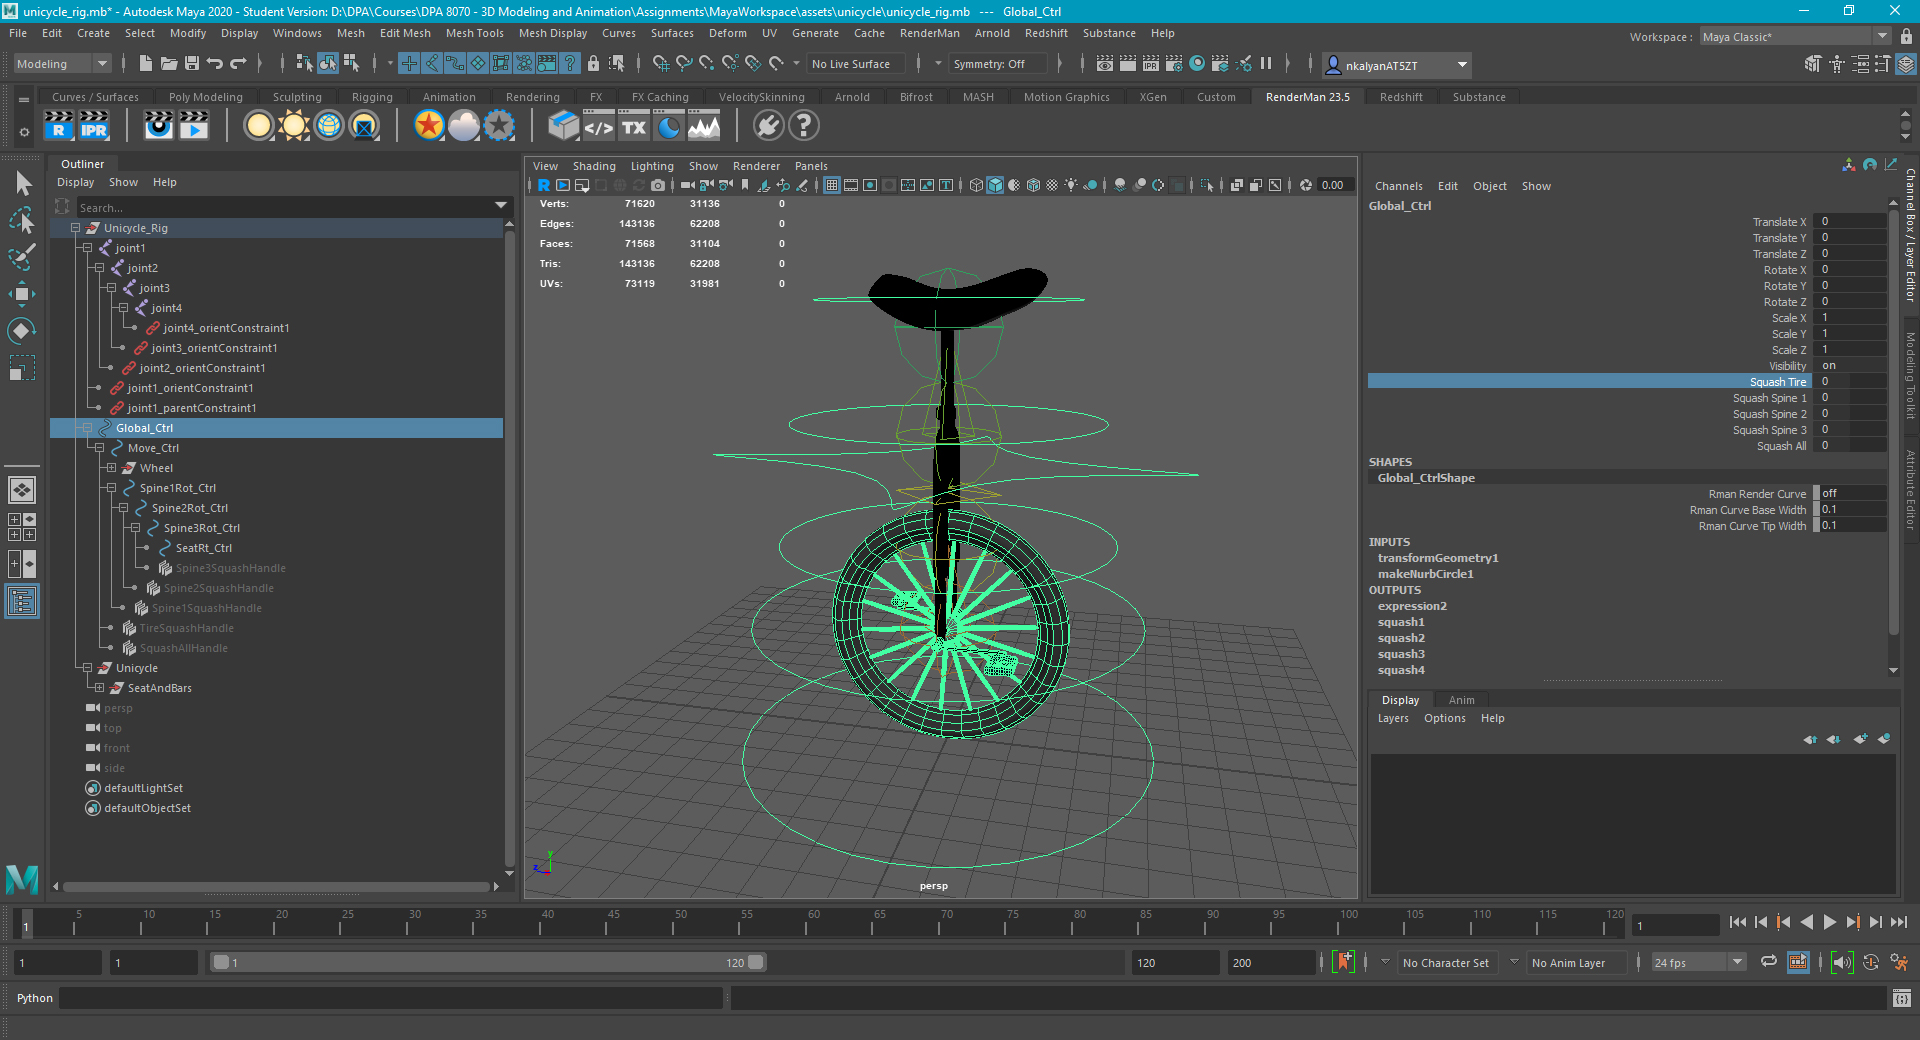 unicycle_rig.mb* - Autodesk Maya 2020 - Student Version: D:\DPA\Courses\DPA 8070 - 3D Modeling and Animation\Assignments\MayaWorkspace\assets\unicycle\unicycle_rig.mb --- Global_Ctrl
File Edit Create Select Modify Display Windows Mesh Edit Mesh Mesh Tools Mesh Display Curves Surfaces Deform UV Generate Cache RenderMan Arnold Redshift Substance Help
Workspace : Maya Classic*
Modeling No Live Surface Symmetry: Off IPR nkalyanAT5ZT
Curves / Surfaces Poly Modeling Sculpting Rigging Animation Rendering FX FX Caching VelocitySkinning Arnold Bifrost MASH Motion Graphics XGen Custom RenderMan 23.5 Redshift Substance
R IPR </> TX ?
Outliner
Display Show Help
Search...
Unicycle_Rig
joint1
joint2
joint3
joint4
joint4_orientConstraint1
joint3_orientConstraint1
joint2_orientConstraint1
joint1_orientConstraint1
joint1_parentConstraint1
Global_Ctrl
Move_Ctrl
Wheel
Spine1Rot_Ctrl
Spine2Rot_Ctrl
Spine3Rot_Ctrl
SeatRt_Ctrl
Spine3SquashHandle
Spine2SquashHandle
Spine1SquashHandle
TireSquashHandle
SquashAllHandle
Unicycle
SeatAndBars
persp
top
front
side
defaultLightSet
defaultObjectSet
View Shading Lighting Show Renderer Panels
0.00
Verts: 71620 31136 0
Edges: 143136 62208 0
Faces: 71568 31104 0
Tris: 143136 62208 0
UVs: 73119 31981 0
y
z
persp
Channels Edit Object Show
Global_Ctrl
Translate X 0
Translate Y 0
Translate Z 0
Rotate X 0
Rotate Y 0
Rotate Z 0
Scale X 1
Scale Y 1
Scale Z 1
Visibility on
Squash Tire 0
Squash Spine 1 0
Squash Spine 2 0
Squash Spine 3 0
Squash All 0
SHAPES
Global_CtrlShape
Rman Render Curve off
Rman Curve Base Width 0.1
Rman Curve Tip Width 0.1
INPUTS
transformGeometry1
makeNurbCircle1
OUTPUTS
expression2
squash1
squash2
squash3
squash4
Display Anim
Layers Options Help
Channel Box / Layer Editor
Modeling Toolkit
Attribute Editor
1 5 10 15 20 25 30 35 40 45 50 55 60 65 70 75 80 85 90 95 100 105 110 115 120 1
1 1 1 120 120 200 No Character Set No Anim Layer 24 fps
Python